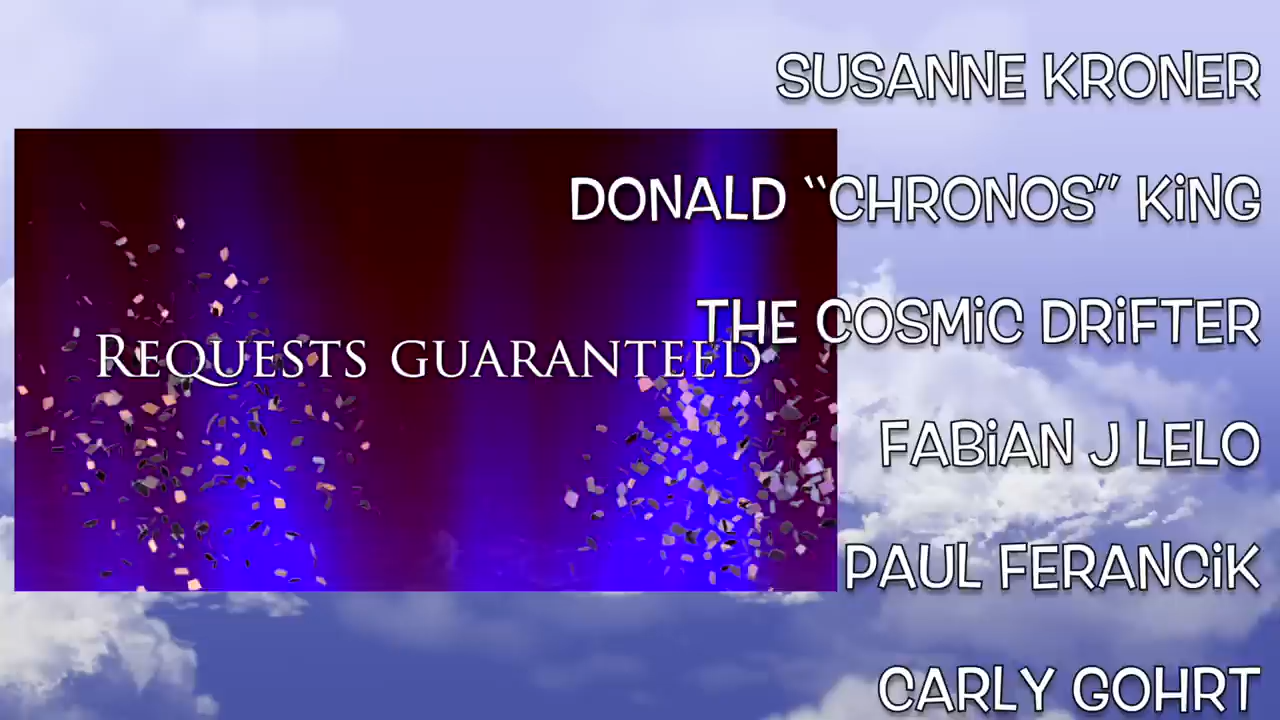 SUSANNE KRONER
DONALD “CHRONOS” KiNG
THE COSMiC DRiFTER
REQUESTS GUARANTEED
FABiAN J LELO
PAUL FERANCiK
CARLY GOHRT